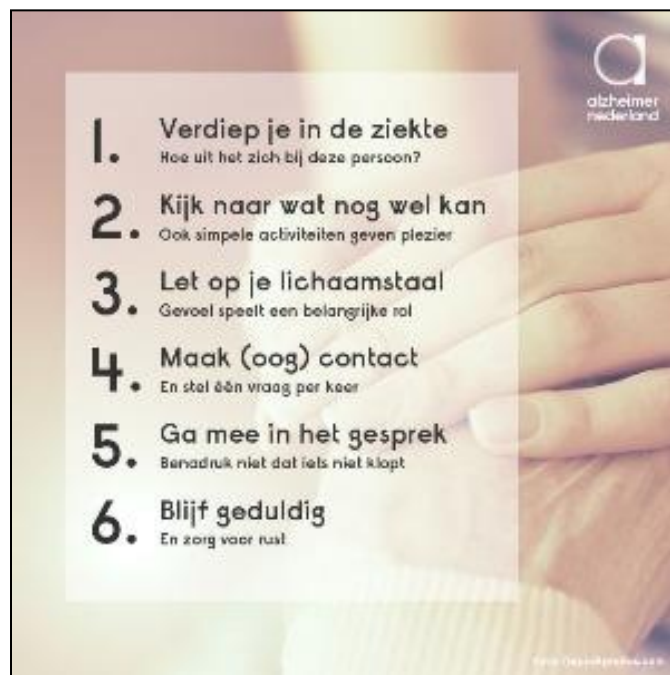 alzheimer
nederland
1. Verdiep je in de ziekte
Hoe uit het zich bij deze persoon?
2. Kijk naar wat nog wel kan
Ook simpele activiteiten geven plezier
3. Let op je lichaamstaal
Gevoel speelt een belangrijke rol
4. Maak (oog) contact
En stel één vraag per keer
5. Ga mee in het gesprek
Benadruk niet dat iets niet klopt
6. Blijf geduldig
En zorg voor rust